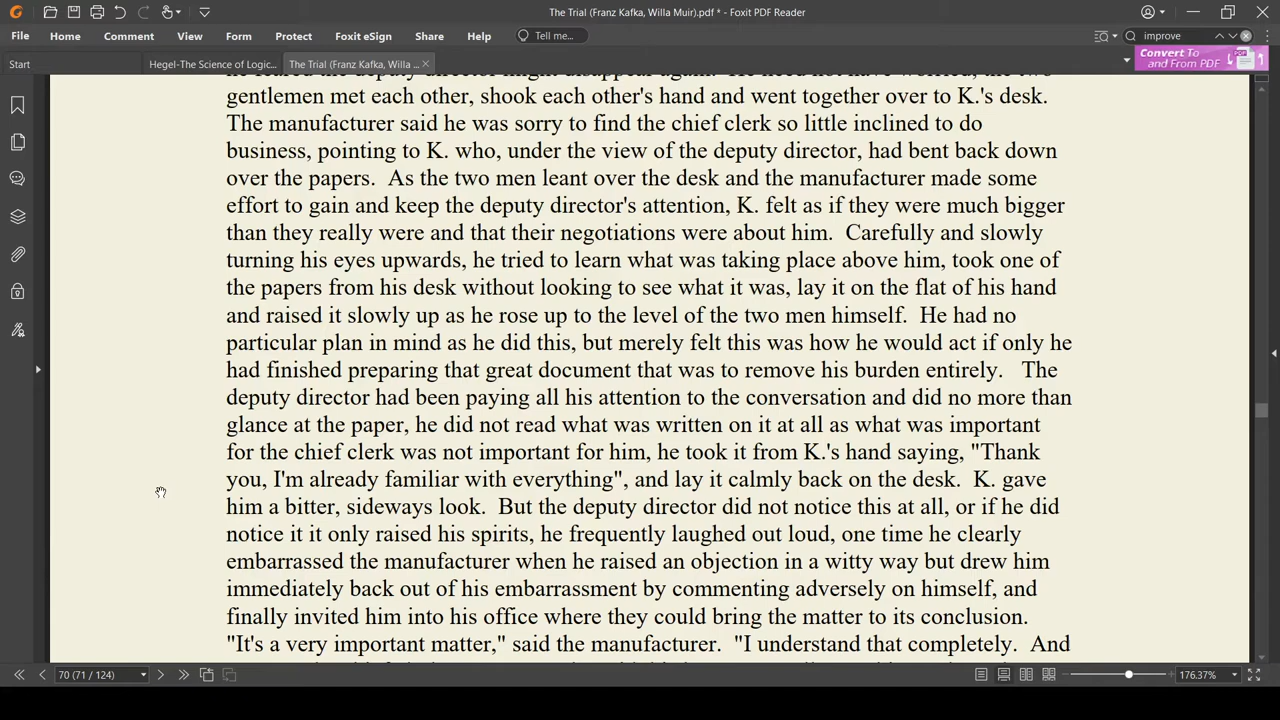 The Trial (Franz Kafka, Willa Muir).pdf * - Foxit PDF Reader
File Home Comment View Form Protect Foxit eSign Share Help Tell me... improve
Start Hegel-The Science of Logic... The Trial (Franz Kafka, Willa ... Convert To and From PDF
gentlemen met each other, shook each other's hand and went together over to K.'s desk.
The manufacturer said he was sorry to find the chief clerk so little inclined to do
business, pointing to K. who, under the view of the deputy director, had bent back down
over the papers.  As the two men leant over the desk and the manufacturer made some
effort to gain and keep the deputy director's attention, K. felt as if they were much bigger
than they really were and that their negotiations were about him.  Carefully and slowly
turning his eyes upwards, he tried to learn what was taking place above him, took one of
the papers from his desk without looking to see what it was, lay it on the flat of his hand
and raised it slowly up as he rose up to the level of the two men himself.  He had no
particular plan in mind as he did this, but merely felt this was how he would act if only he
had finished preparing that great document that was to remove his burden entirely.   The
deputy director had been paying all his attention to the conversation and did no more than
glance at the paper, he did not read what was written on it at all as what was important
for the chief clerk was not important for him, he took it from K.'s hand saying, "Thank
you, I'm already familiar with everything", and lay it calmly back on the desk.  K. gave
him a bitter, sideways look.  But the deputy director did not notice this at all, or if he did
notice it it only raised his spirits, he frequently laughed out loud, one time he clearly
embarrassed the manufacturer when he raised an objection in a witty way but drew him
immediately back out of his embarrassment by commenting adversely on himself, and
finally invited him into his office where they could bring the matter to its conclusion.
"It's a very important matter," said the manufacturer.  "I understand that completely.  And
70 (71 / 124) 176.37%